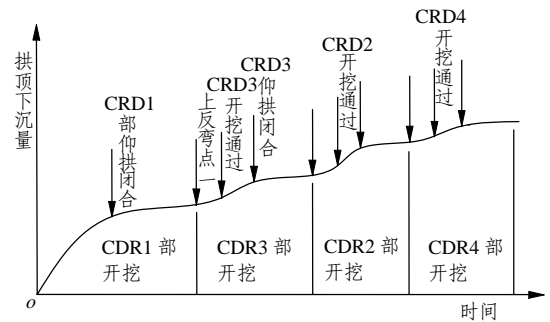 拱顶下沉量
CRD1
部仰拱闭合
上反弯点一
CRD3
开挖通过
CRD3
仰拱闭合
CRD2
开挖通过
CRD4
开挖通过
CDR1 部
开挖
CDR3 部
开挖
CDR2 部
开挖
CDR4 部
开挖
o
时间